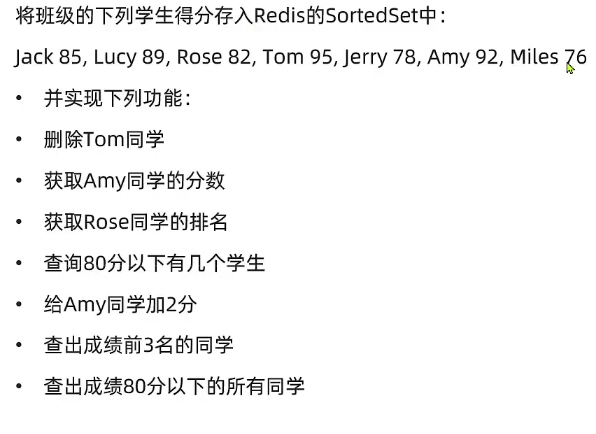 将班级的下列学生得分存入Redis的SortedSet中：
Jack 85, Lucy 89, Rose 82, Tom 95, Jerry 78, Amy 92, Miles 76
• 并实现下列功能：
• 删除Tom同学
• 获取Amy同学的分数
• 获取Rose同学的排名
• 查询80分以下有几个学生
• 给Amy同学加2分
• 查出成绩前3名的同学
• 查出成绩80分以下的所有同学